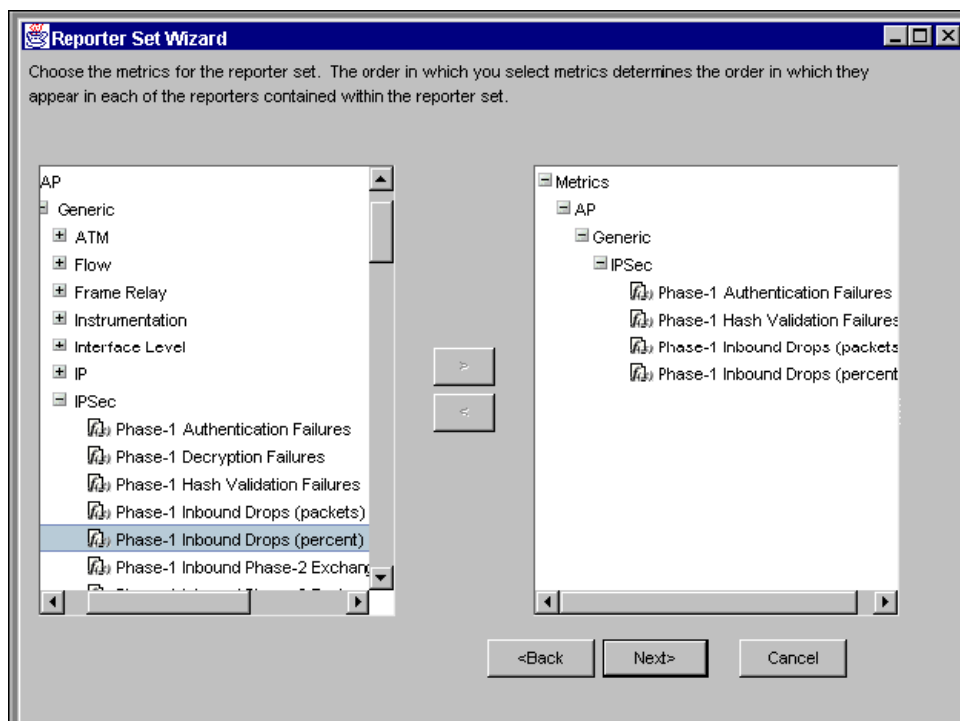 Reporter Set Wizard
Choose the metrics for the reporter set. The order in which you select metrics determines the order in which they
appear in each of the reporters contained within the reporter set.
AP
Generic
ATM
Flow
Frame Relay
Instrumentation
Interface Level
IP
IPSec
Phase-1 Authentication Failures
Phase-1 Decryption Failures
Phase-1 Hash Validation Failures
Phase-1 Inbound Drops (packets)
Phase-1 Inbound Drops (percent)
Phase-1 Inbound Phase-2 Exchan
>
<
Metrics
AP
Generic
IPSec
Phase-1 Authentication Failures
Phase-1 Hash Validation Failures
Phase-1 Inbound Drops (packets
Phase-1 Inbound Drops (percent
<Back
Next>
Cancel